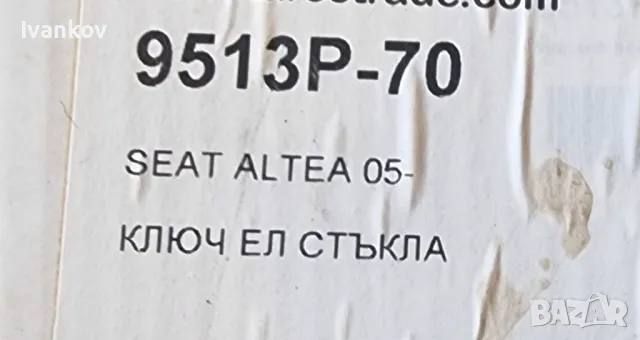 Ivankov
9513P-70
SEAT ALTEA 05-
КЛЮЧ ЕЛ СТЪКЛА
BAZAR